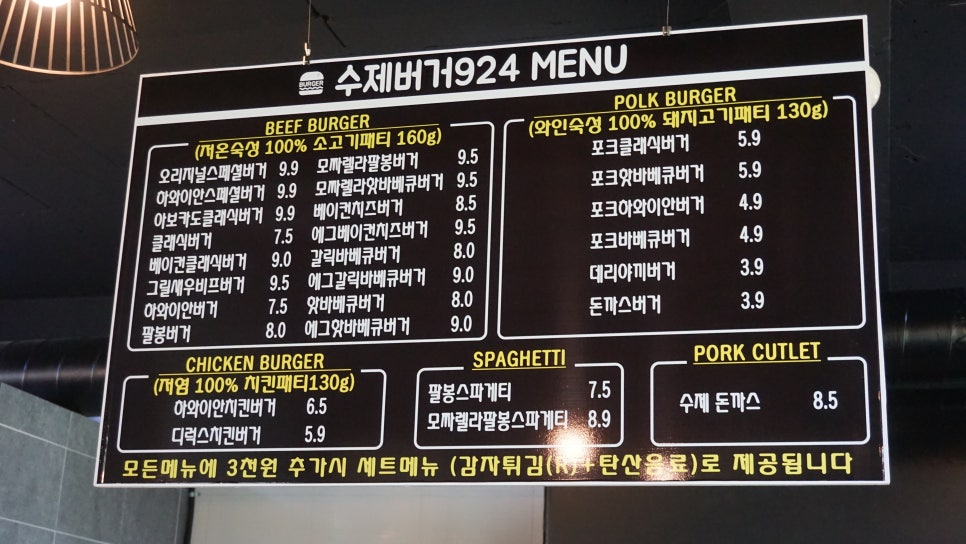 BURGER
수제버거924 MENU
BEEF BURGER
(저온숙성 100% 소고기패티 160g)
오리지널스페셜버거 9.9
하와이안스페셜버거 9.9
아보카도클래식버거 9.9
클래식버거 7.5
베이컨클래식버거 9.0
그릴새우비프버거 9.5
하와이안버거 7.5
팔봉버거 8.0
모짜렐라팔봉버거 9.5
모짜렐라핫바베큐버거 9.5
베이컨치즈버거 8.5
에그베이컨치즈버거 9.5
갈릭바베큐버거 8.0
에그갈릭바베큐버거 9.0
핫바베큐버거 8.0
에그핫바베큐버거 9.0
POLK BURGER
(와인숙성 100% 돼지고기패티 130g)
포크클래식버거 5.9
포크핫바베큐버거 5.9
포크하와이안버거 4.9
포크바베큐버거 4.9
데리야끼버거 3.9
돈까스버거 3.9
CHICKEN BURGER
(저염 100% 치킨패티130g)
하와이안치킨버거 6.5
디럭스치킨버거 5.9
SPAGHETTI
팔봉스파게티 7.5
모짜렐라팔봉스파게티 8.9
PORK CUTLET
수제 돈까스 8.5
모든메뉴에 3천원 추가시 세트메뉴 (감자튀김(R)+탄산음료)로 제공됩니다